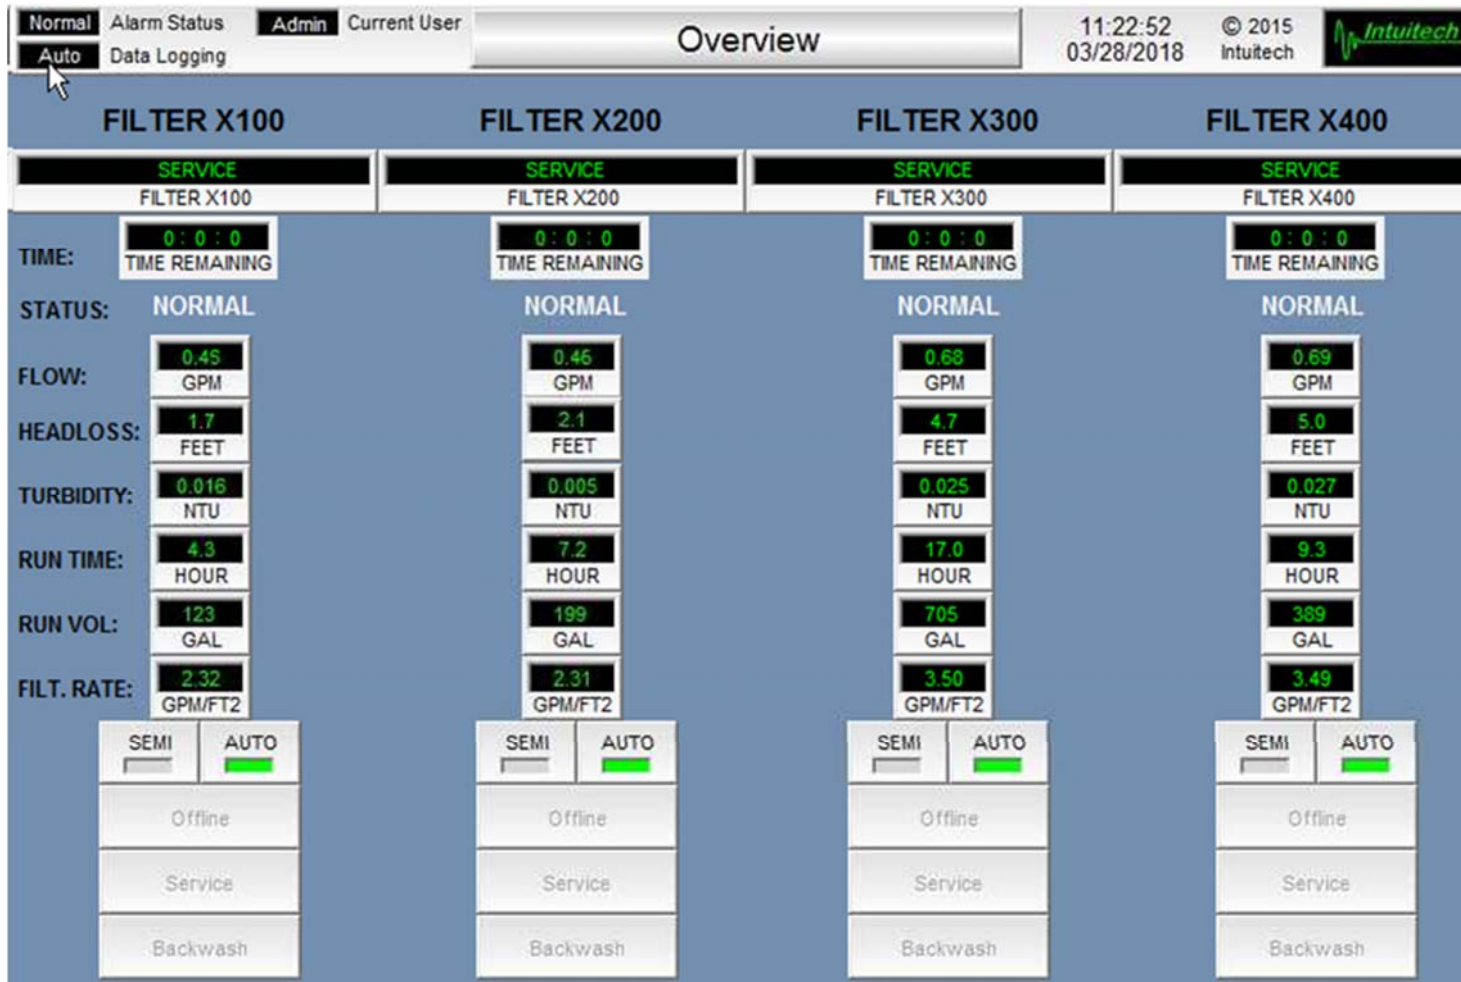 Normal Alarm Status Admin Current User
Auto Data Logging
Overview
11:22:52
03/28/2018
© 2015
Intuitech
Intuitech
FILTER X100 FILTER X200 FILTER X300 FILTER X400
SERVICE SERVICE SERVICE SERVICE
FILTER X100 FILTER X200 FILTER X300 FILTER X400
TIME: 0 : 0 : 0 0 : 0 : 0 0 : 0 : 0 0 : 0 : 0
TIME REMAINING TIME REMAINING TIME REMAINING TIME REMAINING
STATUS: NORMAL NORMAL NORMAL NORMAL
FLOW: 0.45 0.46 0.68 0.69
GPM GPM GPM GPM
HEADLOSS: 1.7 2.1 4.7 5.0
FEET FEET FEET FEET
TURBIDITY: 0.016 0.005 0.025 0.027
NTU NTU NTU NTU
RUN TIME: 4.3 7.2 17.0 9.3
HOUR HOUR HOUR HOUR
RUN VOL: 123 199 705 389
GAL GAL GAL GAL
FILT. RATE: 2.32 2.31 3.50 3.49
GPM/FT2 GPM/FT2 GPM/FT2 GPM/FT2
SEMI AUTO SEMI AUTO SEMI AUTO SEMI AUTO
Offline Offline Offline Offline
Service Service Service Service
Backwash Backwash Backwash Backwash